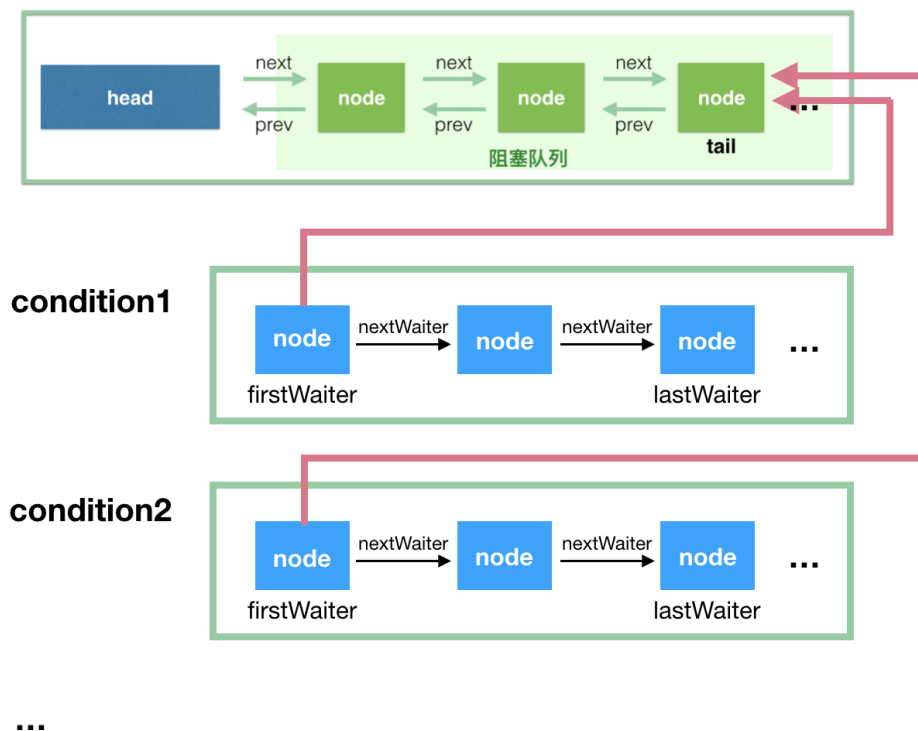 next next next
head node node node ...
prev prev prev
tail
阻塞队列
condition1
node nextWaiter node nextWaiter node ...
firstWaiter lastWaiter
condition2
node nextWaiter node nextWaiter node ...
firstWaiter lastWaiter
...